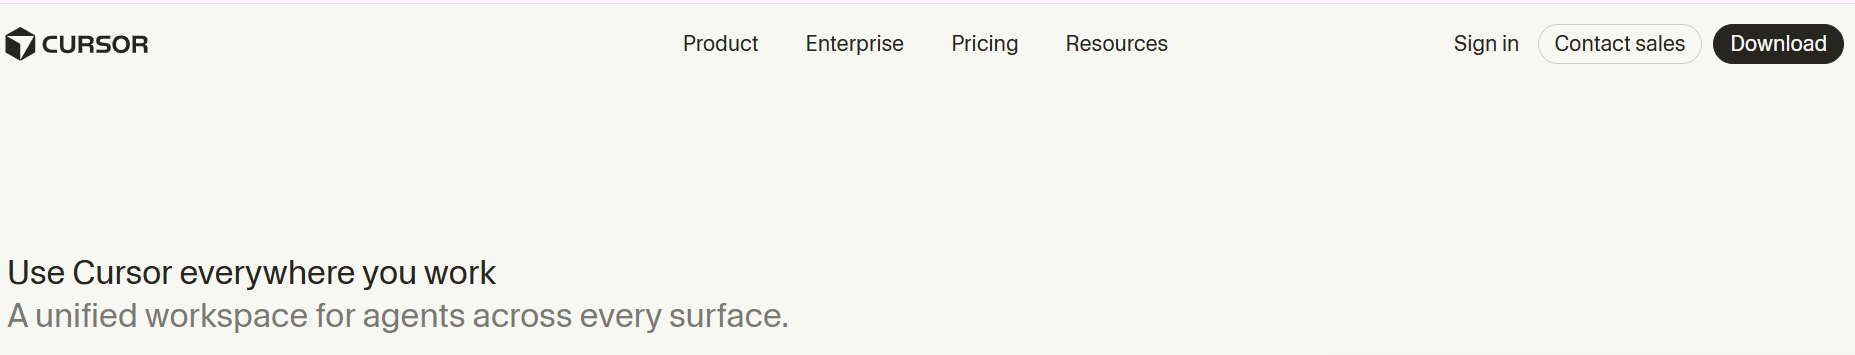 CURSOR
Product
Enterprise
Pricing
Resources
Sign in
Contact sales
Download
Use Cursor everywhere you work
A unified workspace for agents across every surface.